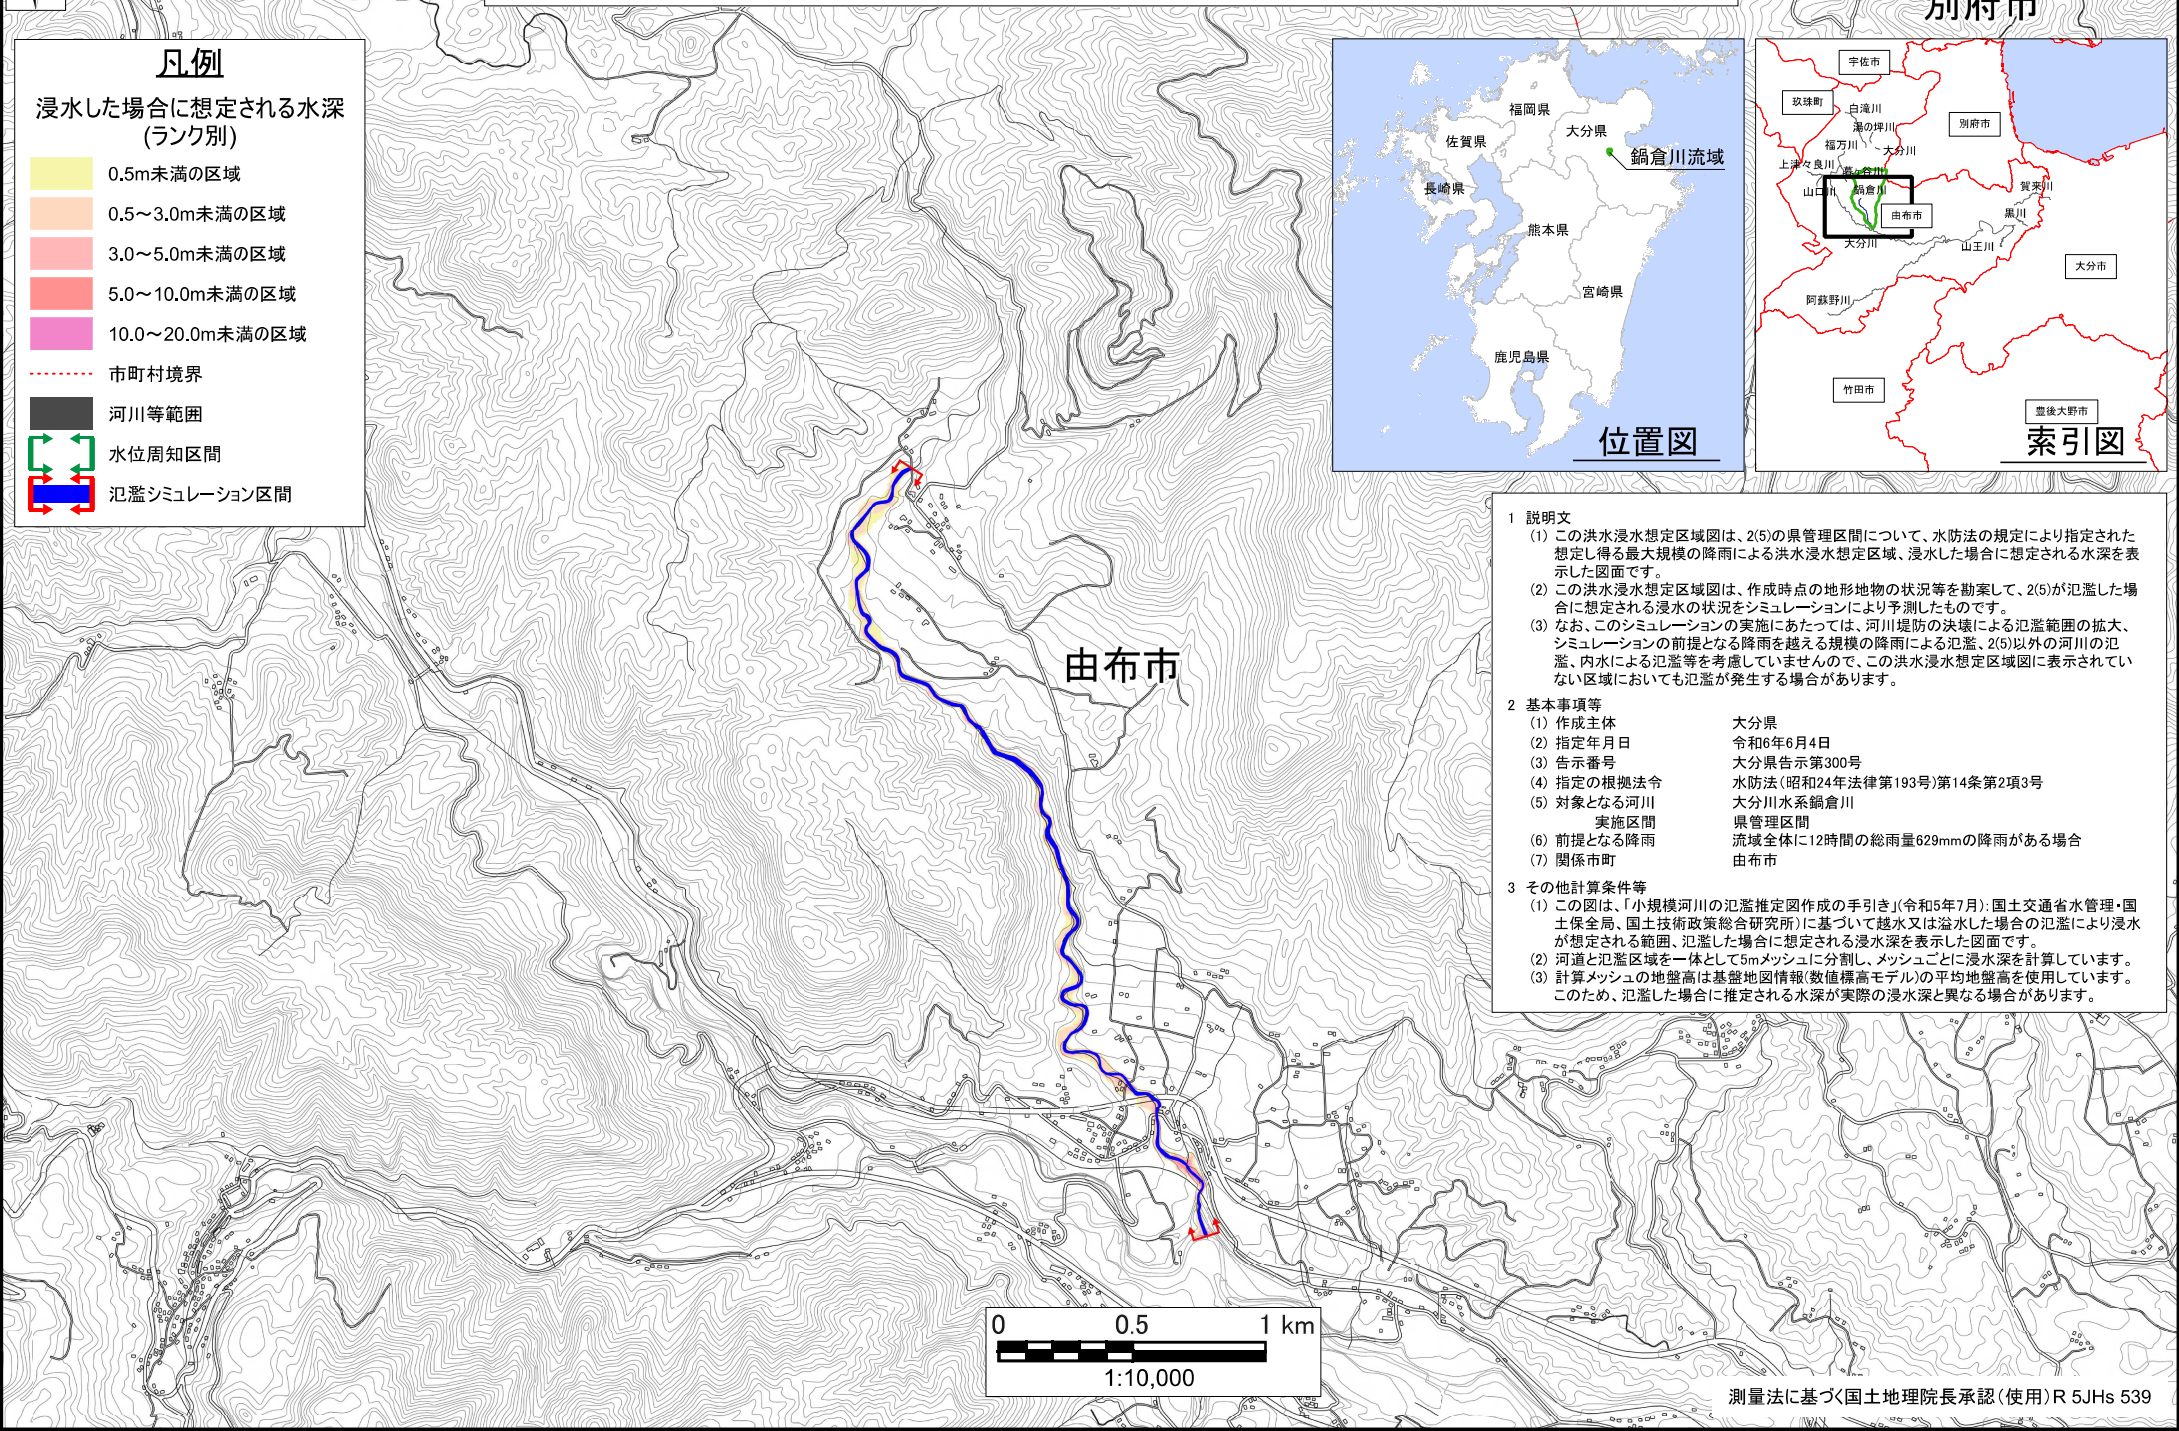 別府市
凡例
浸水した場合に想定される水深
(ランク別)
0.5m未満の区域
0.5～3.0m未満の区域
3.0～5.0m未満の区域
5.0～10.0m未満の区域
10.0～20.0m未満の区域
市町村境界
河川等範囲
水位周知区間
氾濫シミュレーション区間
福岡県
佐賀県
大分県
長崎県
鍋倉川流域
熊本県
宮崎県
鹿児島県
位置図
宇佐市
玖珠町
白滝川
湯の坪川
別府市
福万川
大分川
上津々良川
山口川
鍋倉川
賀来川
由布市
黒川
大分川
山王川
大分市
阿蘇野川
竹田市
豊後大野市
索引図
由布市
1 説明文
(1) この洪水浸水想定区域図は、2(5)の県管理区間について、水防法の規定により指定された
想定し得る最大規模の降雨による洪水浸水想定区域、浸水した場合に想定される水深を表
示した図面です。
(2) この洪水浸水想定区域図は、作成時点の地形地物の状況等を勘案して、2(5)が氾濫した場
合に想定される浸水の状況をシミュレーションにより予測したものです。
(3) なお、このシミュレーションの実施にあたっては、河川堤防の決壊による氾濫範囲の拡大、
シミュレーションの前提となる降雨を越える規模の降雨による氾濫、2(5)以外の河川の氾
濫、内水による氾濫等を考慮していませんので、この洪水浸水想定区域図に表示されてい
ない区域においても氾濫が発生する場合があります。
2 基本事項等
(1) 作成主体 大分県
(2) 指定年月日 令和6年6月4日
(3) 告示番号 大分県告示第300号
(4) 指定の根拠法令 水防法(昭和24年法律第193号)第14条第2項3号
(5) 対象となる河川 大分川水系鍋倉川
実施区間 県管理区間
(6) 前提となる降雨 流域全体に12時間の総雨量629mmの降雨がある場合
(7) 関係市町 由布市
3 その他計算条件等
(1) この図は、「小規模河川の氾濫推定図作成の手引き」(令和5年7月):国土交通省水管理・国
土保全局、国土技術政策総合研究所)に基づいて越水又は溢水した場合の氾濫により浸水
が想定される範囲、氾濫した場合に想定される浸水深を表示した図面です。
(2) 河道と氾濫区域を一体として5mメッシュに分割し、メッシュごとに浸水深を計算しています。
(3) 計算メッシュの地盤高は基盤地図情報(数値標高モデル)の平均地盤高を使用しています。
このため、氾濫した場合に推定される水深が実際の浸水深と異なる場合があります。
0 0.5 1 km
1:10,000
測量法に基づく国土地理院長承認(使用)R 5JHs 539